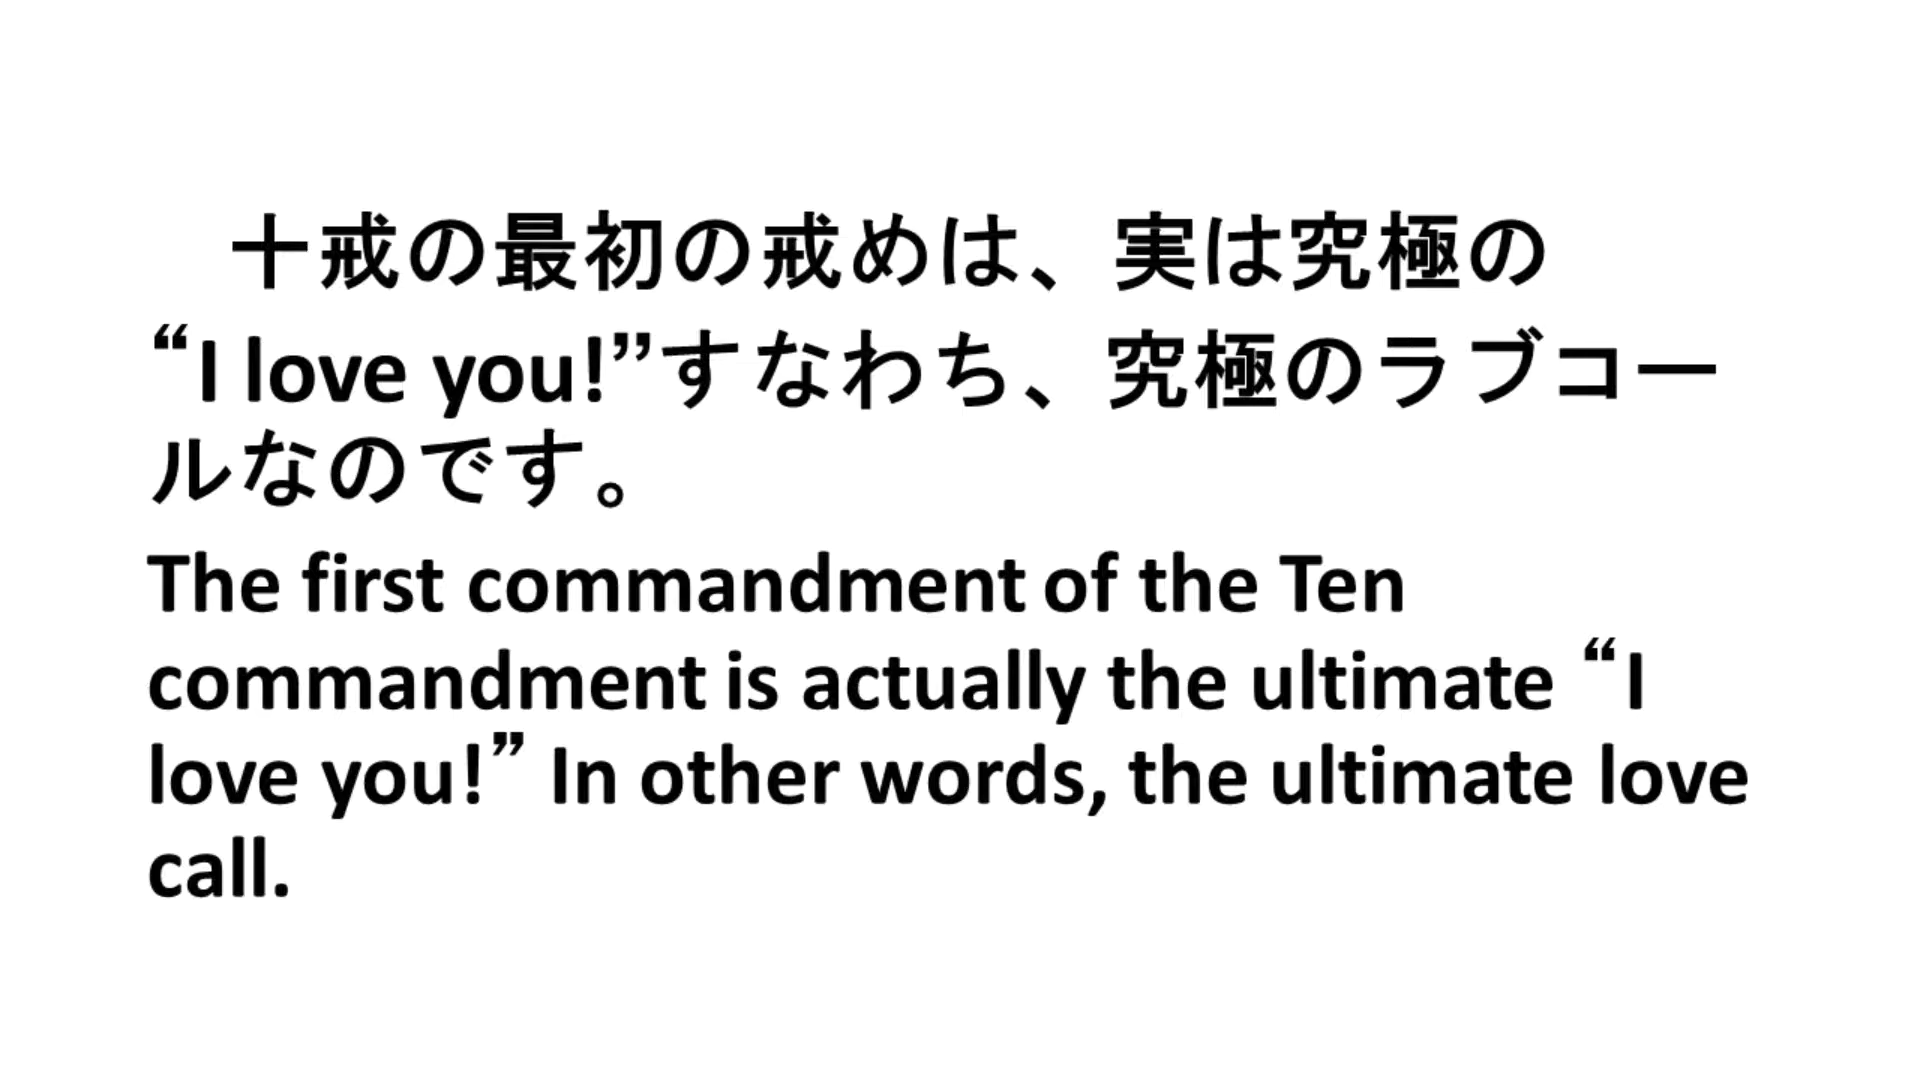 十戒の最初の戒めは、実は究極の
“I love you!”すなわち、究極のラブコー
ルなのです。
The first commandment of the Ten
commandment is actually the ultimate “I
love you!” In other words, the ultimate love
call.